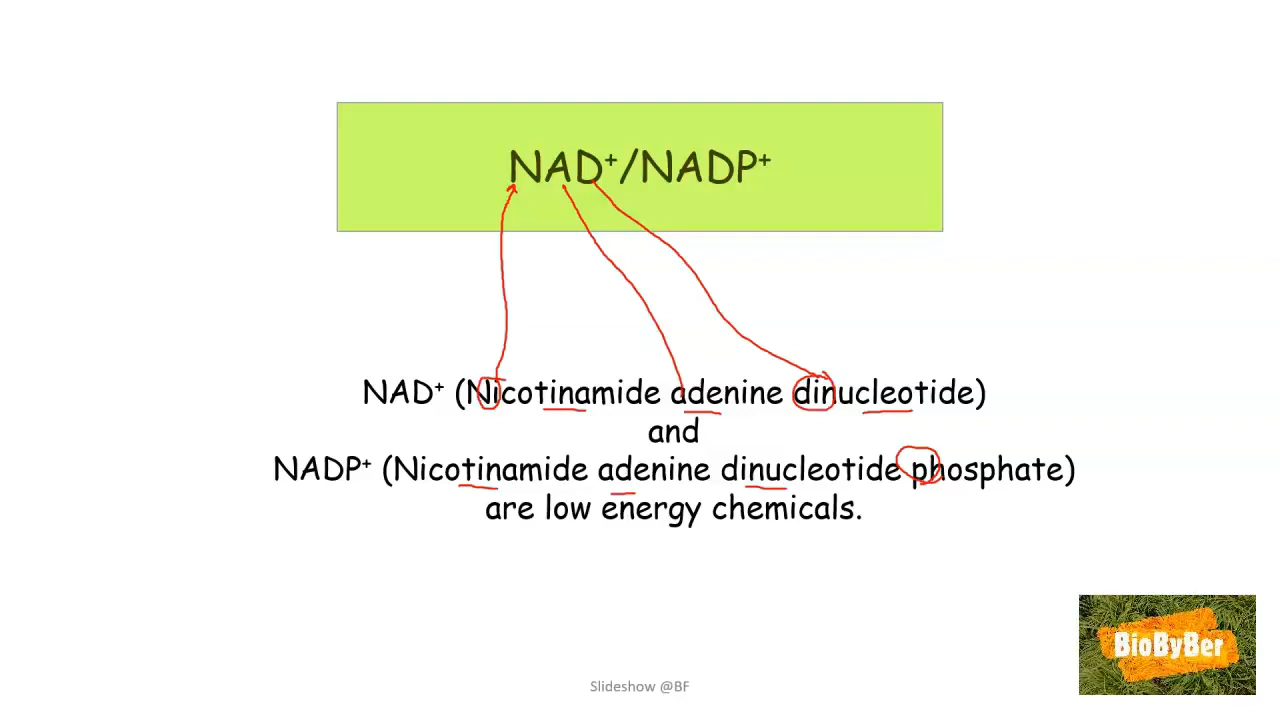 NAD⁺/NADP⁺
NAD⁺ (Nicotinamide adenine dinucleotide)
and
NADP⁺ (Nicotinamide adenine dinucleotide phosphate)
are low energy chemicals.
BioByBer
Slideshow @BF